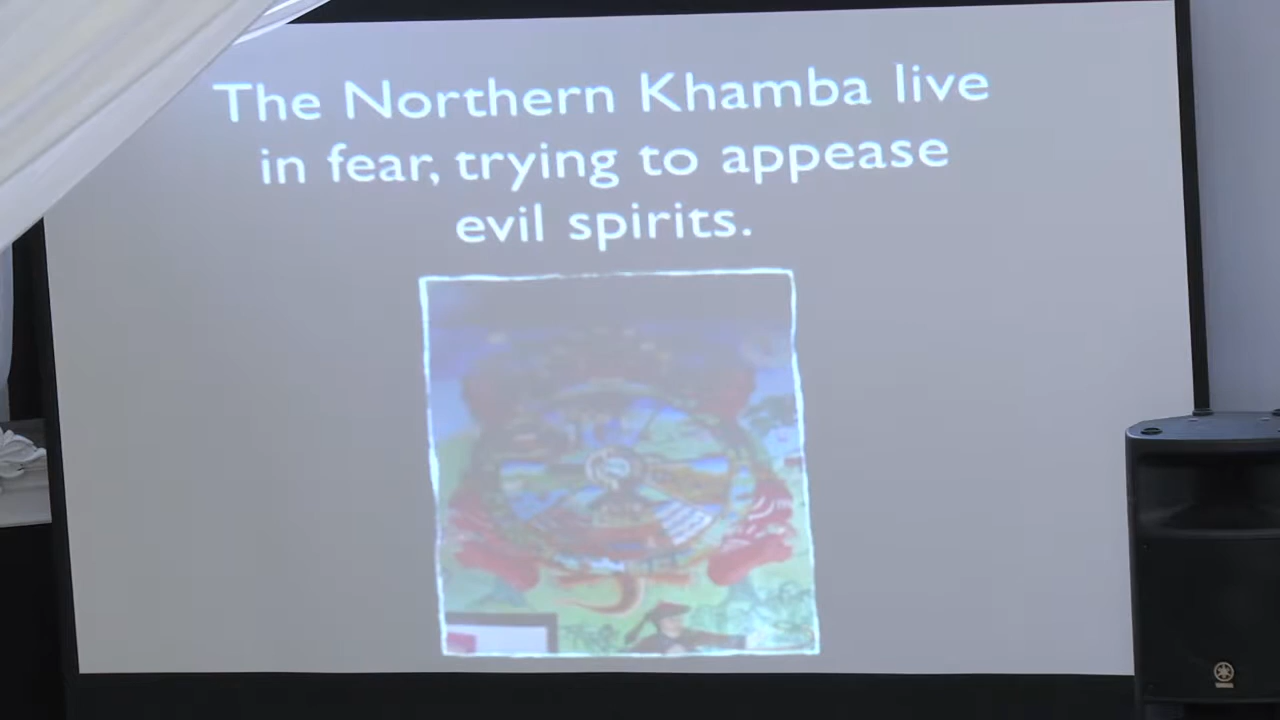 The Northern Khamba live
in fear, trying to appease
evil spirits.